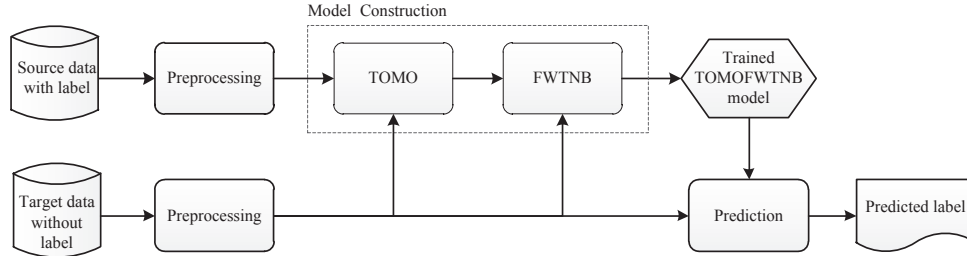 Model Construction
Source data
with label
Preprocessing
TOMO
FWTNB
Trained
TOMOFWTNB
model
Target data
without
label
Preprocessing
Prediction
Predicted label